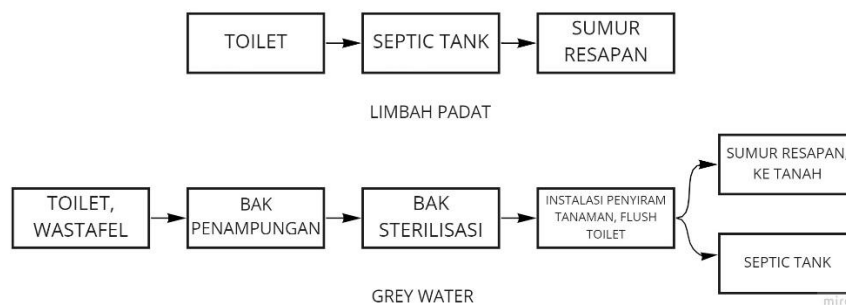 TOILET
SEPTIC TANK
SUMUR
RESAPAN
LIMBAH PADAT
TOILET,
WASTAFEL
BAK
PENAMPUNGAN
BAK
STERILISASI
INSTALASI PENYIRAM
TANAMAN, FLUSH
TOILET
SUMUR RESAPAN,
KE TANAH
SEPTIC TANK
GREY WATER